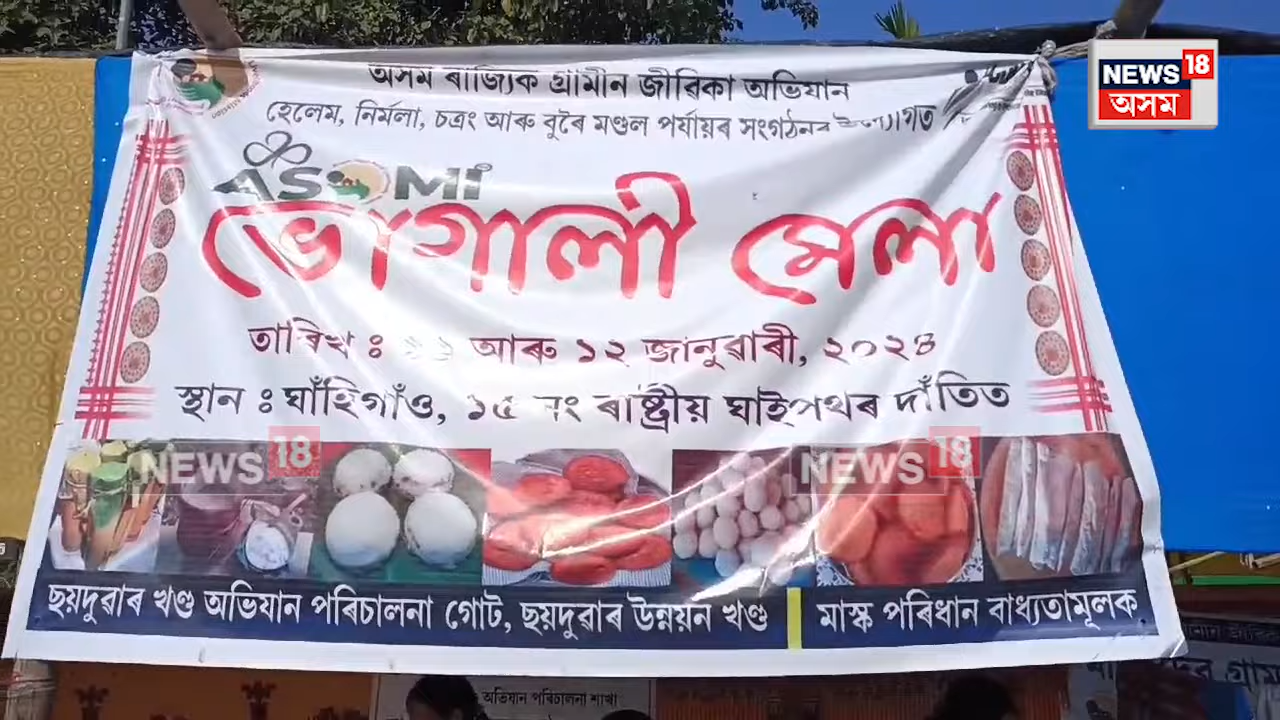 অসম ৰাজ্যিক গ্ৰামীন জীৱিকা অভিযান
হেলেম, নিৰ্মলা, চত্ৰং আৰু বুৰৈ মণ্ডল পৰ্যায়ৰ সংগঠনৰ উদ্যোগত
NEWS 18
অসম
ASOMI
ভোগালী মেলা
তাৰিখ : আৰু ১২ জানুৱাৰী,
স্থান : ঘাঁহিগাঁও, ১৫ নং ৰাষ্ট্ৰীয় ঘাইপথৰ দাঁতিত
NEWS 18
NEWS 18
ছয়দুৱাৰ খণ্ড অভিযান পৰিচালনা গোট, ছয়দুৱাৰ উন্নয়ন খণ্ড
মাস্ক পৰিধান বাধ্যতামূলক
অভিযান পৰিচালনা শাখা